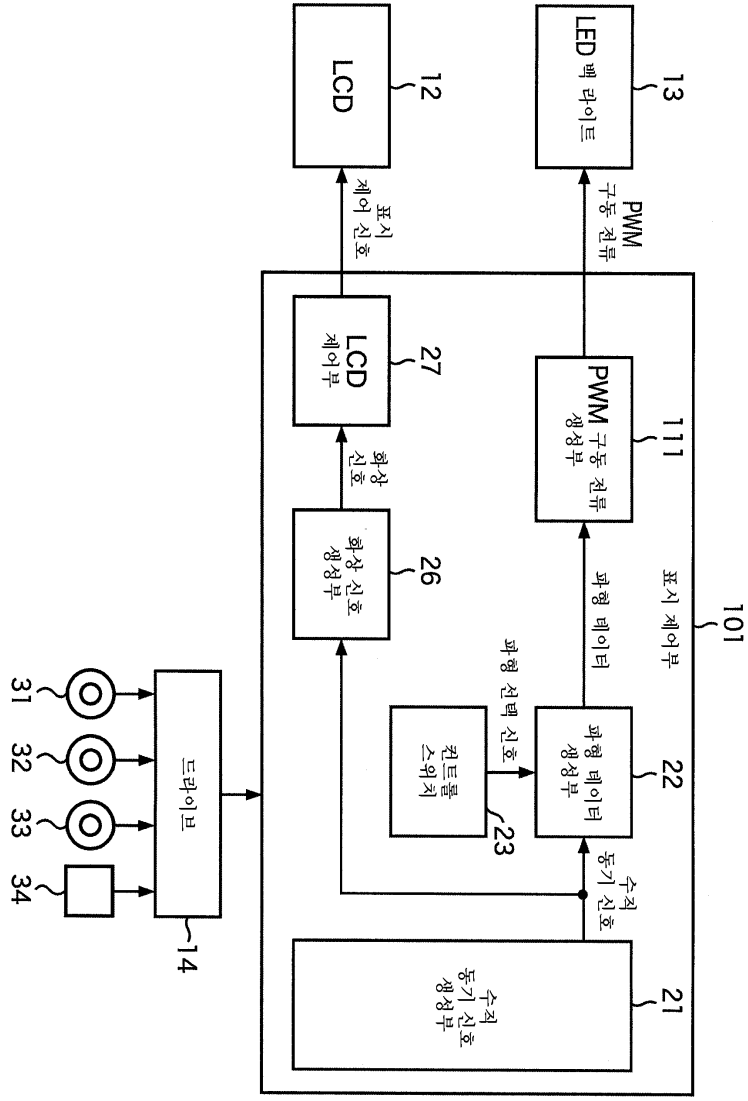 101
표시 제어부
13
111
22
21
LED 백 라이트
PWM
구동 전류
PWM 구동 전류
생성부
파형 데이터
파형 데이터
생성부
수직
동기 신호
수직
동기 신호
생성부
파형 선택 신호
23
컨트롤
스위치
12
27
26
LCD
표시
제어 신호
LCD
제어부
화상
신호
화상 신호
생성부
드라이브
14
31
32
33
34